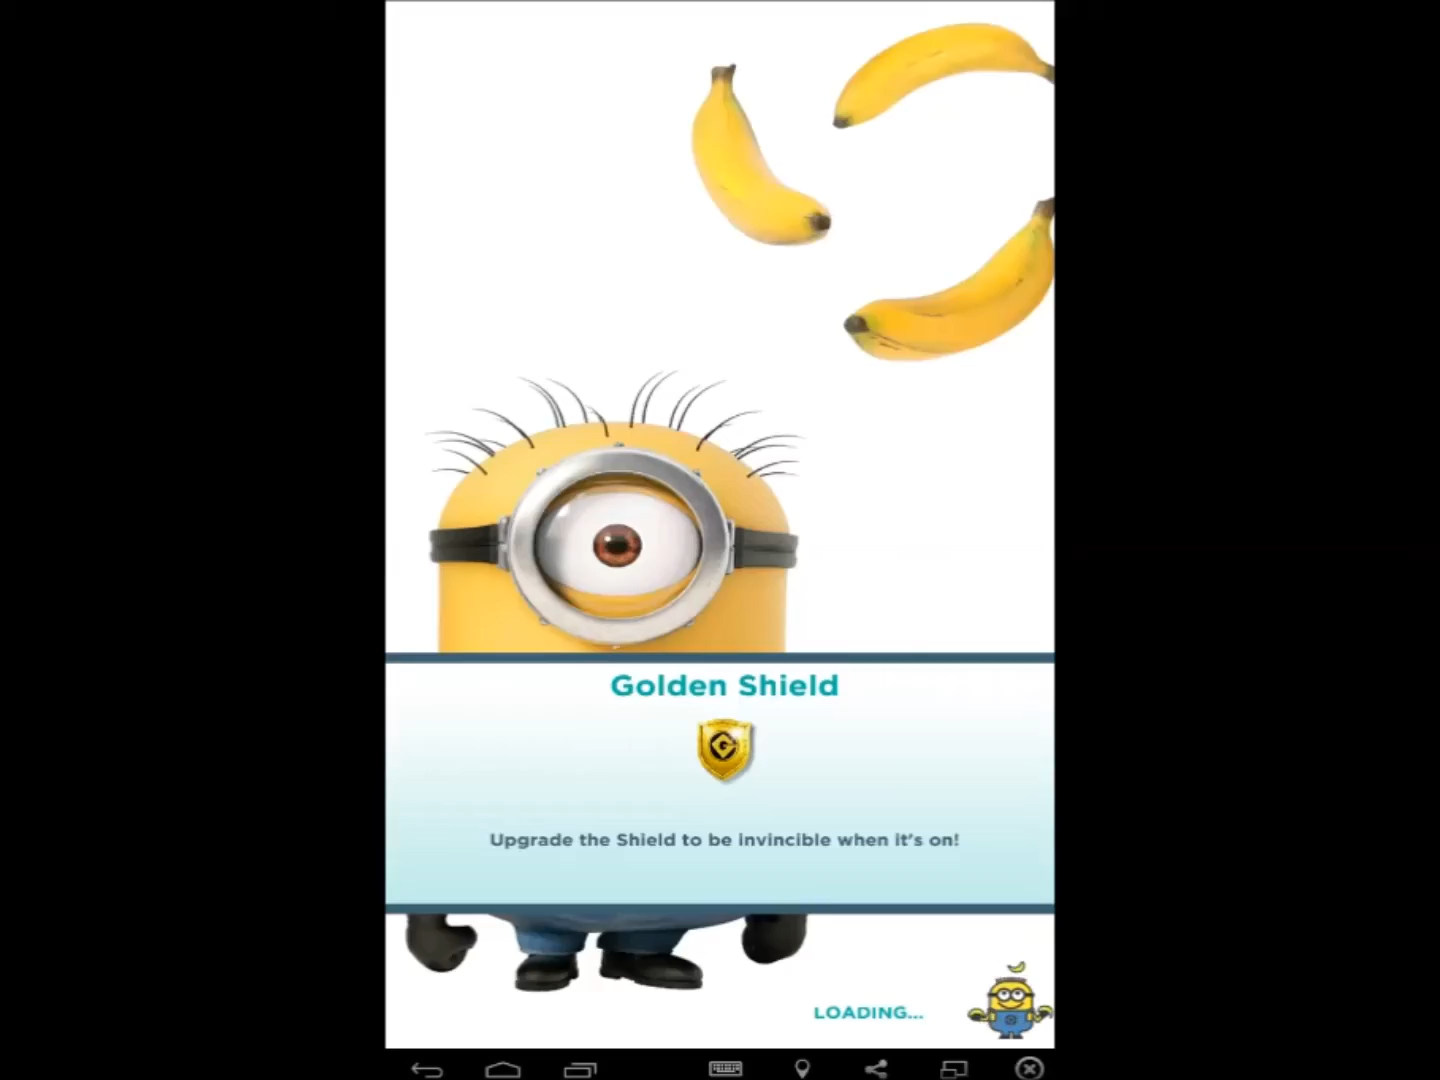 Golden Shield
G
Upgrade the Shield to be invincible when it's on!
LOADING...